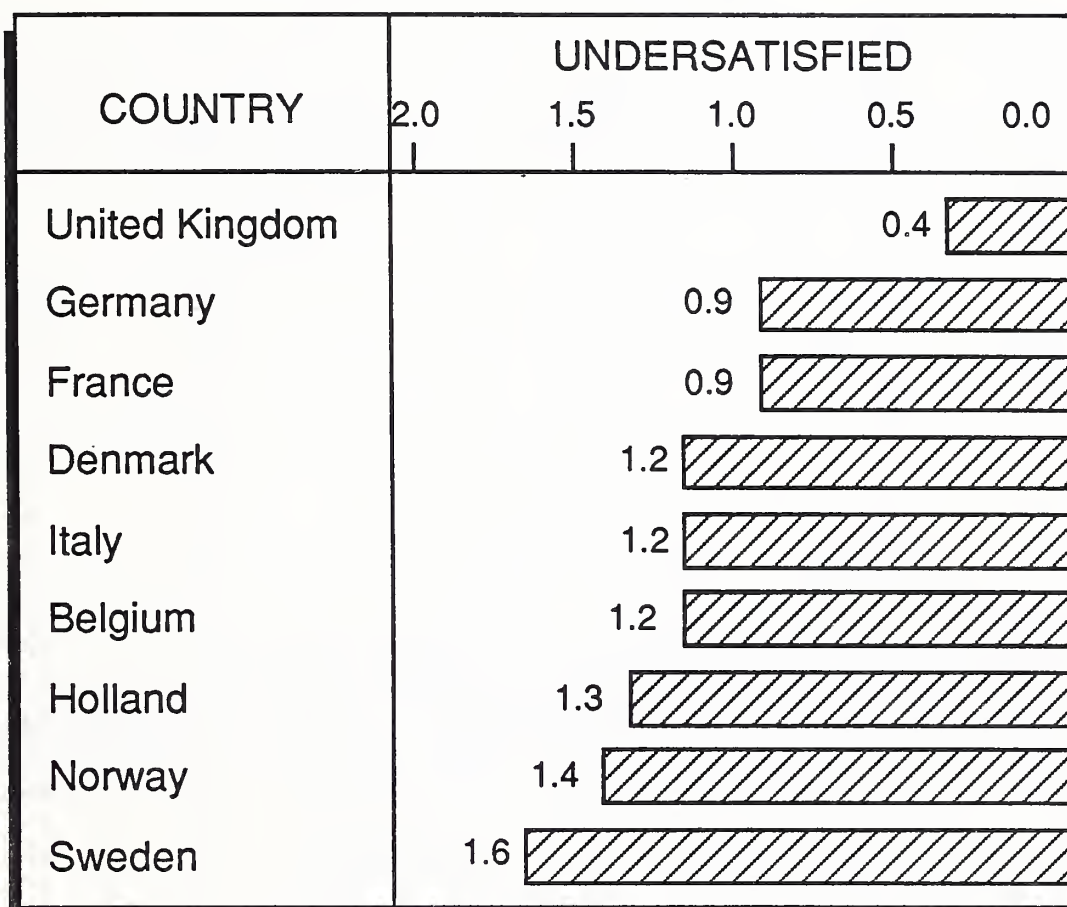 UNDERSATISFIED
COUNTRY 2.0 1.5 1.0 0.5 0.0
United Kingdom 0.4
Germany 0.9
France 0.9
Denmark 1.2
Italy 1.2
Belgium 1.2
Holland 1.3
Norway 1.4
Sweden 1.6